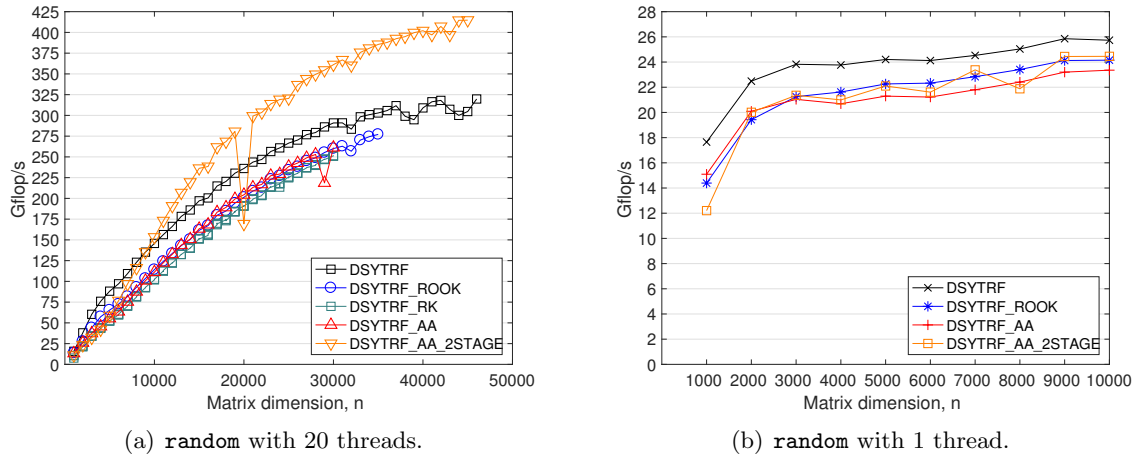 425
400
375
350
325
300
275
250
225
200
175
150
125
100
75
50
25
0
Gflop/s
10000 20000 30000 40000 50000
Matrix dimension, n
DSYTRF
DSYTRF_ROOK
DSYTRF_RK
DSYTRF_AA
DSYTRF_AA_2STAGE
(a) random with 20 threads.
28
26
24
22
20
18
16
14
12
10
8
6
4
2
0
Gflop/s
1000 2000 3000 4000 5000 6000 7000 8000 9000 10000
Matrix dimension, n
DSYTRF
DSYTRF_ROOK
DSYTRF_AA
DSYTRF_AA_2STAGE
(b) random with 1 thread.